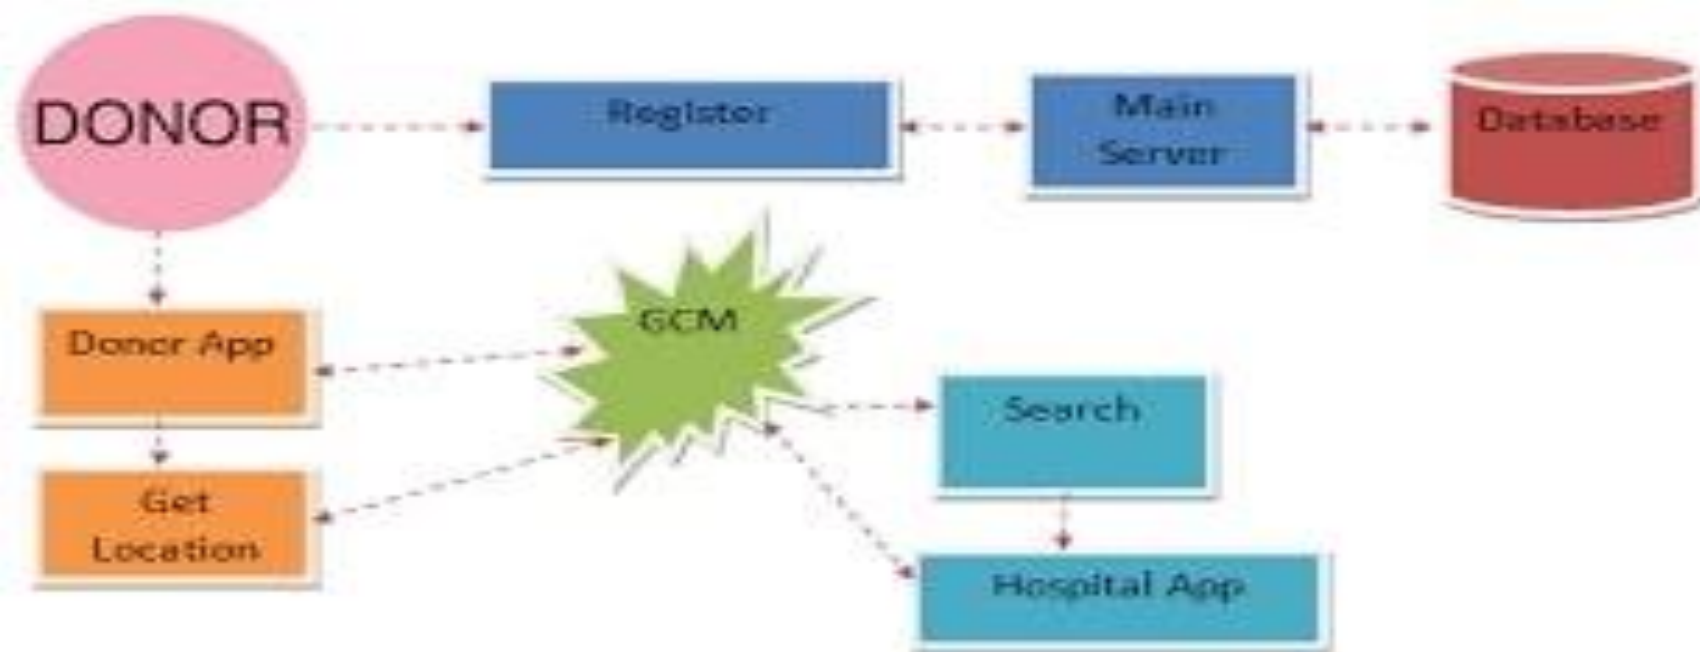 DONOR
Register
Main
Server
Database
GCM
Donor App
Search
Get
Location
Hospital App